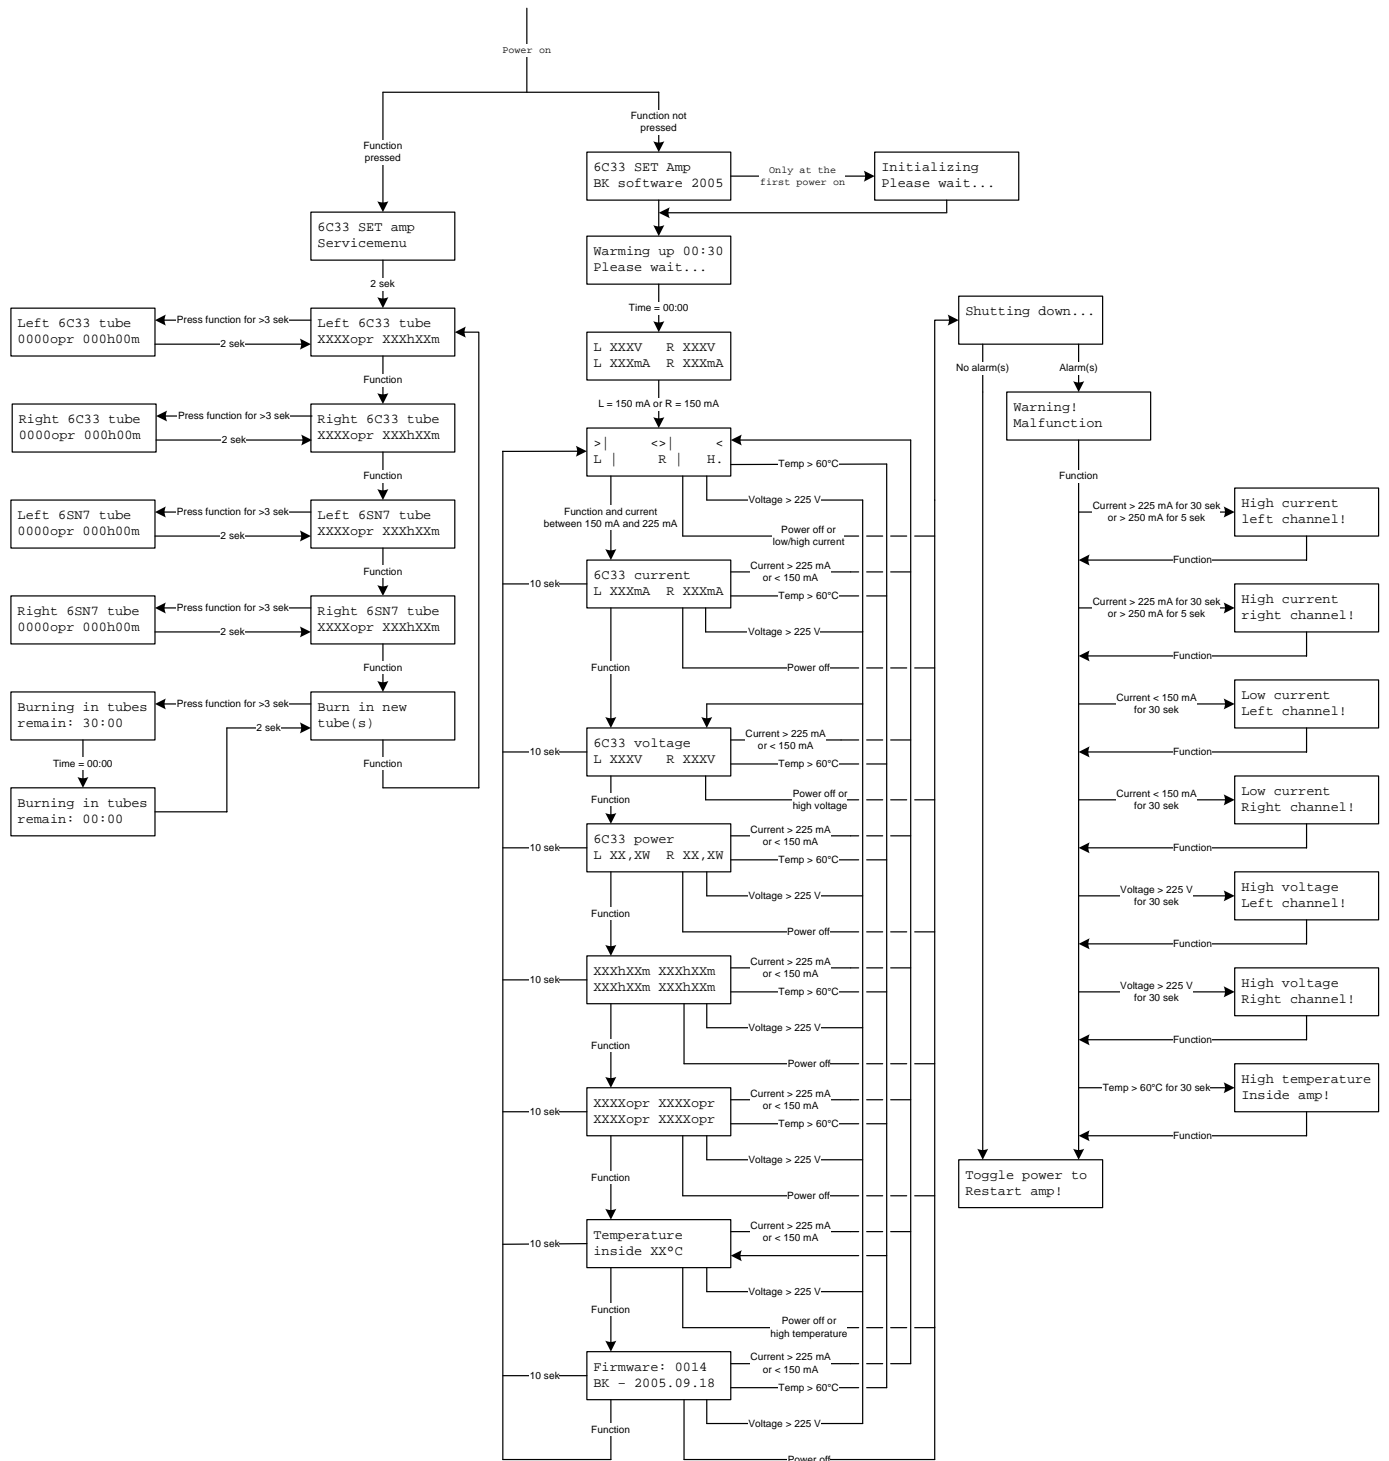 Power on
Function
pressed
Function not
pressed
6C33 SET Amp
BK software 2005
Only at the
first power on
Initializing
Please wait...
6C33 SET amp
Servicemenu
2 sek
Warming up 00:30
Please wait...
Time = 00:00
L XXXV R XXXV
L XXXmA R XXXmA
L = 150 mA or R = 150 mA
Left 6C33 tube
0000opr 000h00m
Press function for >3 sek
2 sek
Left 6C33 tube
XXXXopr XXXhXXm
Function
Right 6C33 tube
0000opr 000h00m
Press function for >3 sek
2 sek
Right 6C33 tube
XXXXopr XXXhXXm
Function
Left 6SN7 tube
0000opr 000h00m
Press function for >3 sek
2 sek
Left 6SN7 tube
XXXXopr XXXhXXm
Function
Right 6SN7 tube
0000opr 000h00m
Press function for >3 sek
2 sek
Right 6SN7 tube
XXXXopr XXXhXXm
Function
Burning in tubes
remain: 30:00
Press function for >3 sek
2 sek
Burn in new
tube(s)
Function
Time = 00:00
Burning in tubes
remain: 00:00
>| <>| <
L | R | H.
Temp > 60°C
Voltage > 225 V
Function and current
between 150 mA and 225 mA
Power off or
low/high current
10 sek
6C33 current
L XXXmA R XXXmA
Current > 225 mA
or < 150 mA
Temp > 60°C
Voltage > 225 V
Function
Power off
10 sek
6C33 voltage
L XXXV R XXXV
Current > 225 mA
or < 150 mA
Temp > 60°C
Function
Power off or
high voltage
10 sek
6C33 power
L XX,XW R XX,XW
Current > 225 mA
or < 150 mA
Temp > 60°C
Voltage > 225 V
Function
Power off
10 sek
XXXhXXm XXXhXXm
XXXhXXm XXXhXXm
Current > 225 mA
or < 150 mA
Temp > 60°C
Voltage > 225 V
Function
Power off
10 sek
XXXXopr XXXXopr
XXXXopr XXXXopr
Current > 225 mA
or < 150 mA
Temp > 60°C
Voltage > 225 V
Function
Power off
10 sek
Temperature
inside XXºC
Current > 225 mA
or < 150 mA
Voltage > 225 V
Function
Power off or
high temperature
10 sek
Firmware: 0014
BK - 2005.09.18
Current > 225 mA
or < 150 mA
Temp > 60°C
Voltage > 225 V
Function
Power off
Shutting down...
No alarm(s)
Alarm(s)
Warning!
Malfunction
Function
Current > 225 mA for 30 sek
or > 250 mA for 5 sek
High current
left channel!
Function
Current > 225 mA for 30 sek
or > 250 mA for 5 sek
High current
right channel!
Function
Current < 150 mA
for 30 sek
Low current
Left channel!
Function
Current < 150 mA
for 30 sek
Low current
Right channel!
Function
Voltage > 225 V
for 30 sek
High voltage
Left channel!
Function
Voltage > 225 V
for 30 sek
High voltage
Right channel!
Function
Temp > 60°C for 30 sek
High temperature
Inside amp!
Function
Toggle power to
Restart amp!